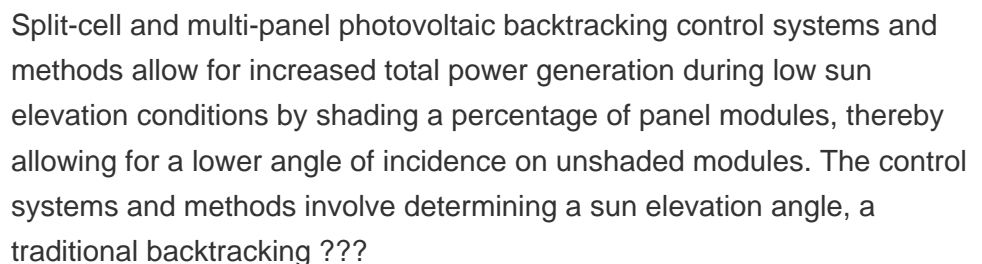 Split-cell and multi-panel photovoltaic backtracking control systems and
methods allow for increased total power generation during low sun
elevation conditions by shading a percentage of panel modules, thereby
allowing for a lower angle of incidence on unshaded modules. The control
systems and methods involve determining a sun elevation angle, a
traditional backtracking ???